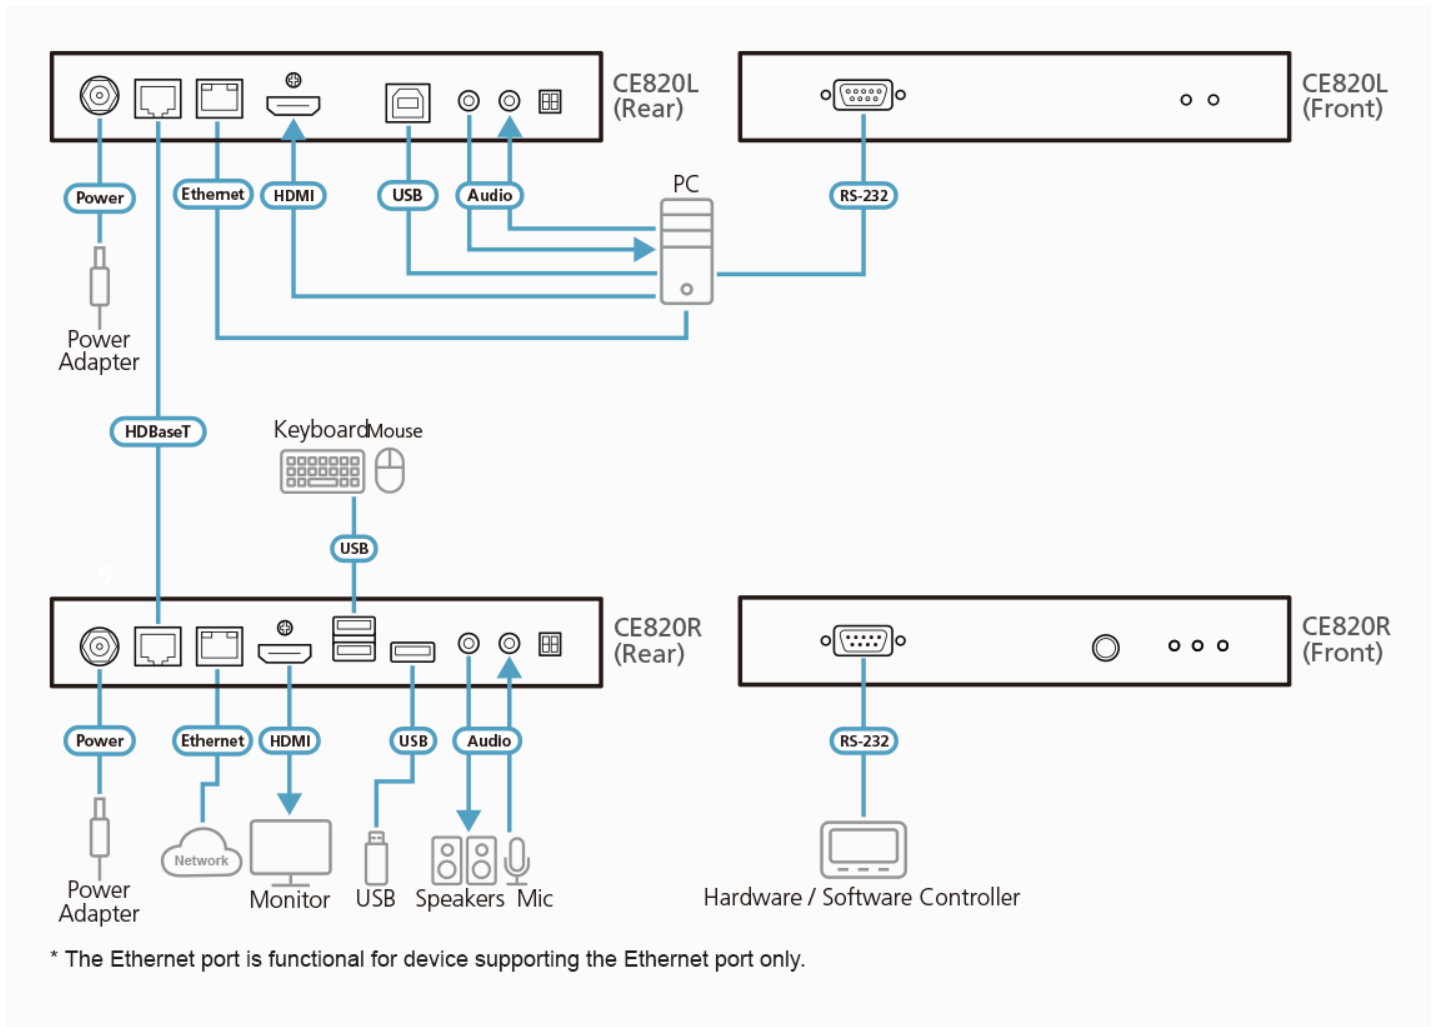 CE820L
(Rear)
CE820L
(Front)
Power
Ethernet
HDMI
USB
Audio
PC
RS-232
Power
Adapter
HDBaseT
Keyboard
Mouse
USB
5
CE820R
(Rear)
CE820R
(Front)
Power
Ethernet
HDMI
USB
Audio
RS-232
Network
Power
Adapter
Monitor
USB
Speakers
Mic
Hardware / Software Controller
* The Ethernet port is functional for device supporting the Ethernet port only.